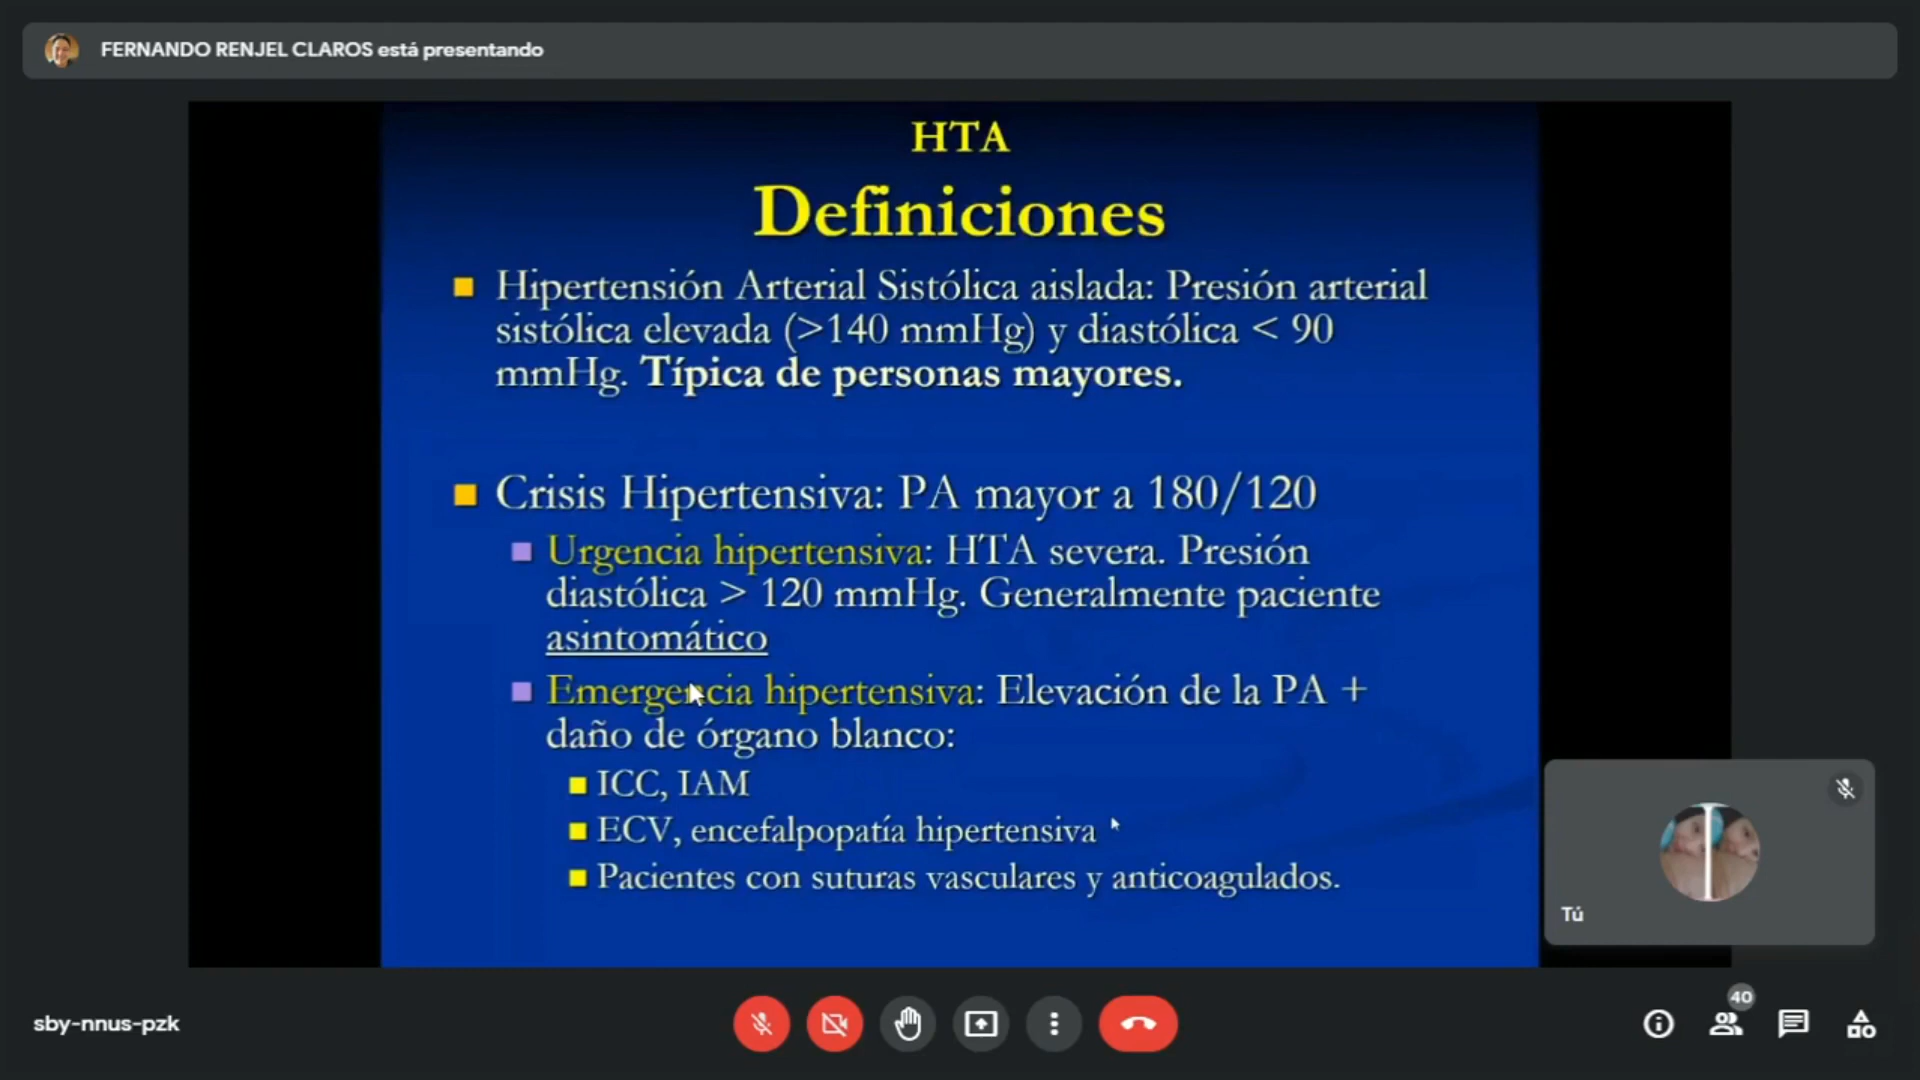 FERNANDO RENJEL CLAROS está presentando
HTA
Definiciones
Hipertensión Arterial Sistólica aislada: Presión arterial
sistólica elevada (>140 mmHg) y diastólica < 90
mmHg. Típica de personas mayores.
Crisis Hipertensiva: PA mayor a 180/120
Urgencia hipertensiva: HTA severa. Presión
diastólica > 120 mmHg. Generalmente paciente
asintomático
Emergencia hipertensiva: Elevación de la PA +
daño de órgano blanco:
ICC, IAM
ECV, encefalpopatía hipertensiva
Pacientes con suturas vasculares y anticoagulados.
Tú
sby-nnus-pzk
40